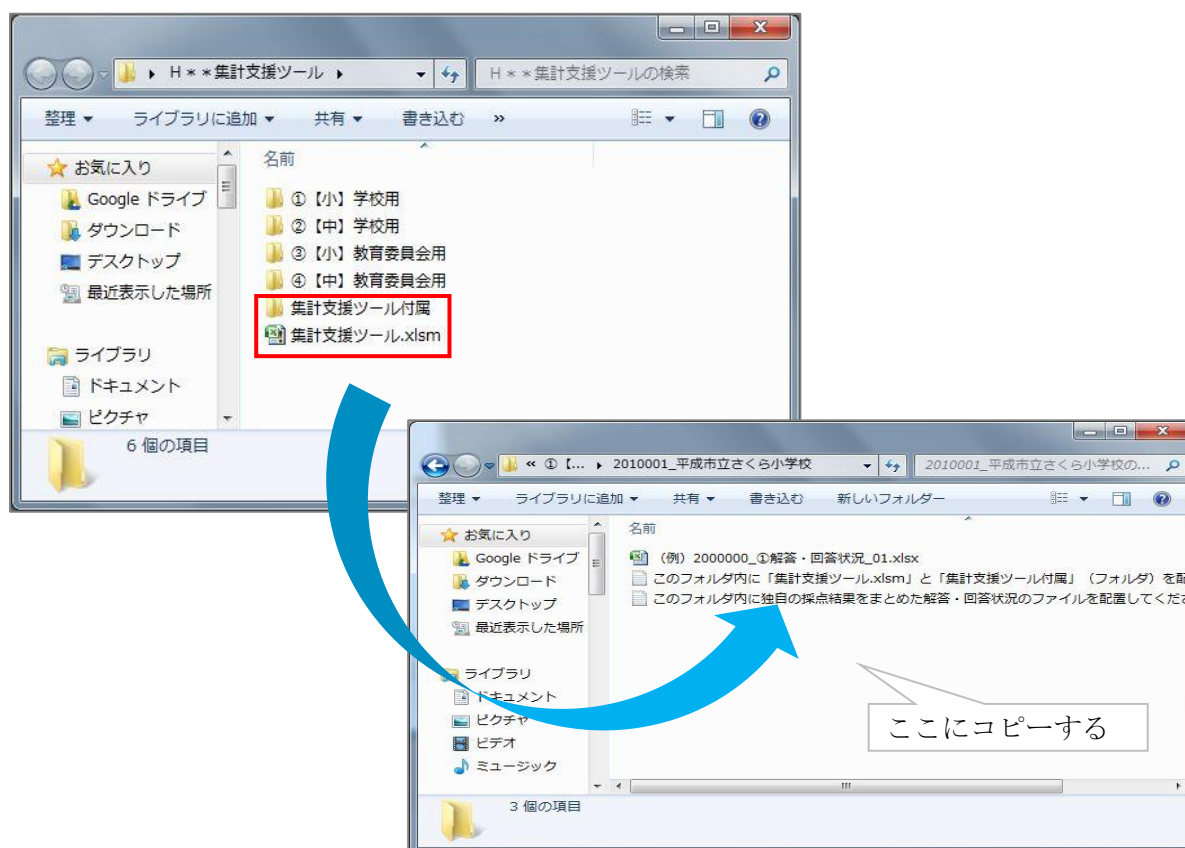 H＊＊集計支援ツール
H＊＊集計支援ツールの検索
整理 ライブラリに追加 共有 書き込む »
お気に入り
Google ドライブ
ダウンロード
デスクトップ
最近表示した場所
ライブラリ
ドキュメント
ピクチャ
名前
①【小】学校用
②【中】学校用
③【小】教育委員会用
④【中】教育委員会用
集計支援ツール付属
集計支援ツール.xlsm
6 個の項目
« ①【... 2010001_平成市立さくら小学校
2010001_平成市立さくら小学校の...
整理 ライブラリに追加 共有 書き込む 新しいフォルダー
お気に入り
Google ドライブ
ダウンロード
デスクトップ
最近表示した場所
ライブラリ
ドキュメント
ピクチャ
ビデオ
ミュージック
名前
（例）2000000_①解答・回答状況_01.xlsx
このフォルダ内に「集計支援ツール.xlsm」と「集計支援ツール付属」（フォルダ）を配
このフォルダ内に独自の採点結果をまとめた解答・回答状況のファイルを配置してくださ
ここにコピーする
3 個の項目